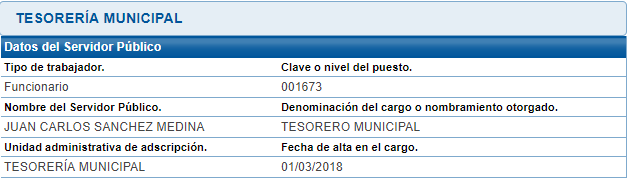 TESORERÍA MUNICIPAL
Datos del Servidor Público
Tipo de trabajador. Clave o nivel del puesto.
Funcionario 001673
Nombre del Servidor Público. Denominación del cargo o nombramiento otorgado.
JUAN CARLOS SANCHEZ MEDINA TESORERO MUNICIPAL
Unidad administrativa de adscripción. Fecha de alta en el cargo.
TESORERÍA MUNICIPAL 01/03/2018